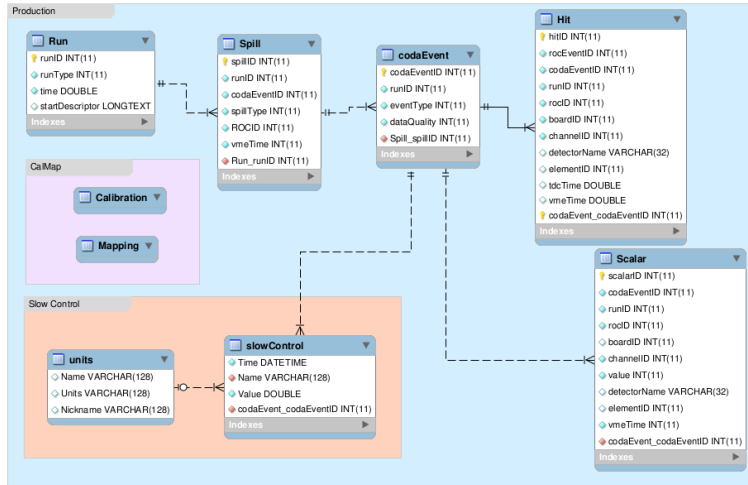 Production
Run
runID INT(11)
runType INT(11)
time DOUBLE
startDescriptor LONGTEXT
Indexes
Spill
spillID INT(11)
runID INT(11)
codaEventID INT(11)
spillType INT(11)
ROCID INT(11)
vmeTime INT(11)
Run_runID INT(11)
Indexes
codaEvent
codaEventID INT(11)
runID INT(11)
eventType INT(11)
dataQuality INT(11)
Spill_spillID INT(11)
Indexes
Hit
hitID INT(11)
rocEventID INT(11)
codaEventID INT(11)
runID INT(11)
rocID INT(11)
boardID INT(11)
channelID INT(11)
detectorName VARCHAR(32)
elementID INT(11)
tdcTime DOUBLE
vmeTime DOUBLE
codaEvent_codaEventID INT(11)
Indexes
CalMap
Calibration
Mapping
Slow Control
units
Name VARCHAR(128)
Units VARCHAR(128)
Nickname VARCHAR(128)
slowControl
Time DATETIME
Name VARCHAR(128)
Value DOUBLE
codaEvent_codaEventID INT(11)
Indexes
Scalar
scalarID INT(11)
codaEventID INT(11)
runID INT(11)
rocID INT(11)
boardID INT(11)
channelID INT(11)
value INT(11)
detectorName VARCHAR(32)
elementID INT(11)
vmeTime INT(11)
codaEvent_codaEventID INT(11)
Indexes